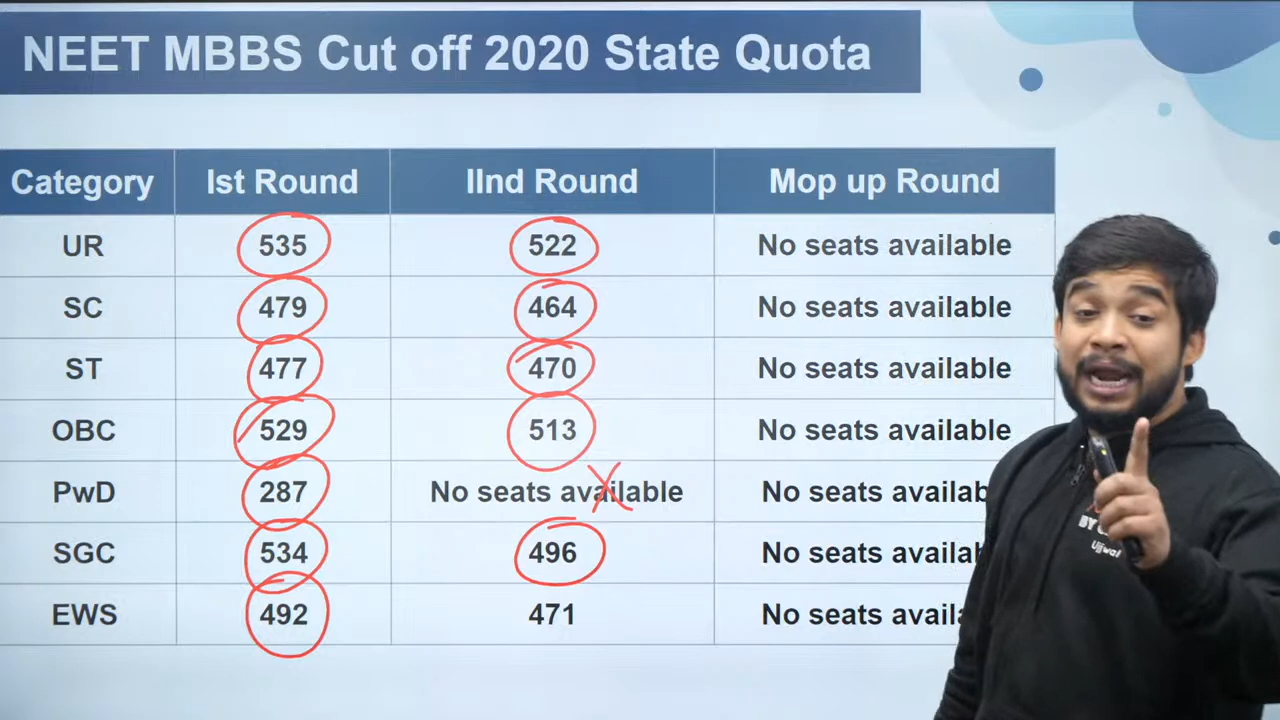 NEET MBBS Cut off 2020 State Quota
Category Ist Round IInd Round Mop up Round
UR 535 522 No seats available
SC 479 464 No seats available
ST 477 470 No seats available
OBC 529 513 No seats available
PwD 287 No seats available No seats availab
SGC 534 496 No seats availab
EWS 492 471 No seats availa
BY
Ujjwal